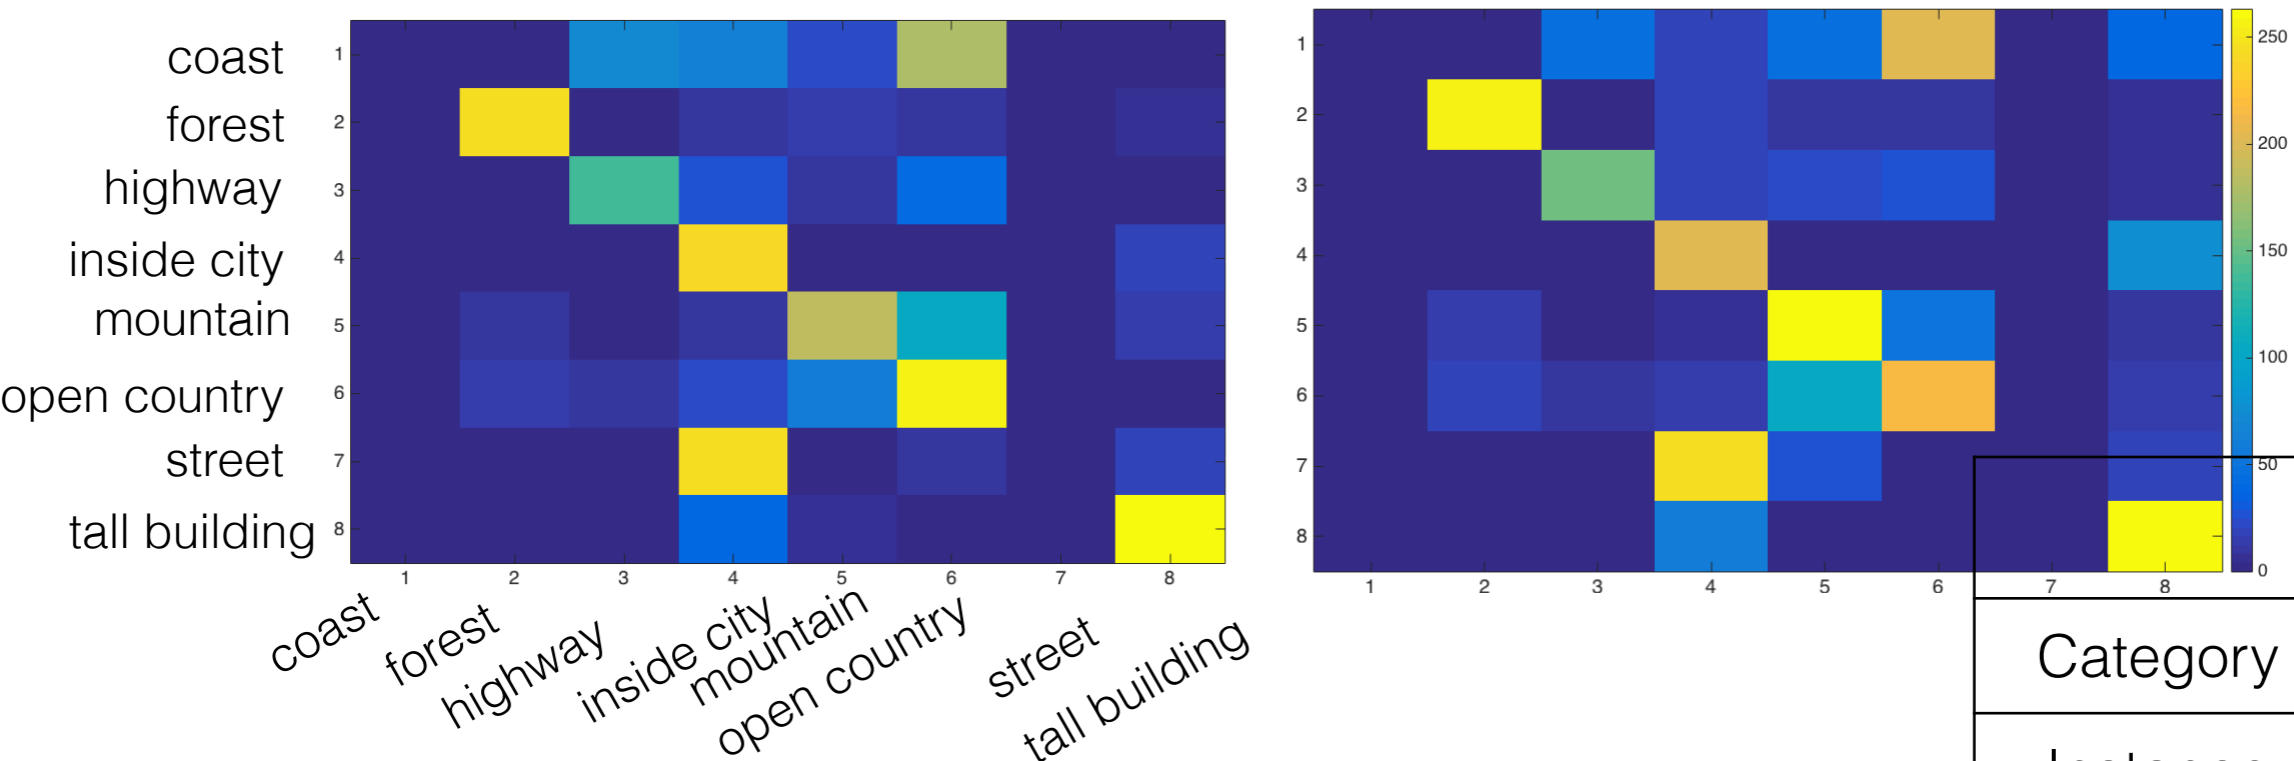 coast
forest
highway
inside city
mountain
open country
street
tall building
1
2
3
4
5
6
7
8
1 2 3 4 5 6 7 8
coast
forest
highway
inside city
mountain
open country
street
tall building
1
2
3
4
5
6
7
8
1 2 3 4 5 6 7 8
250
200
150
100
50
0
Category